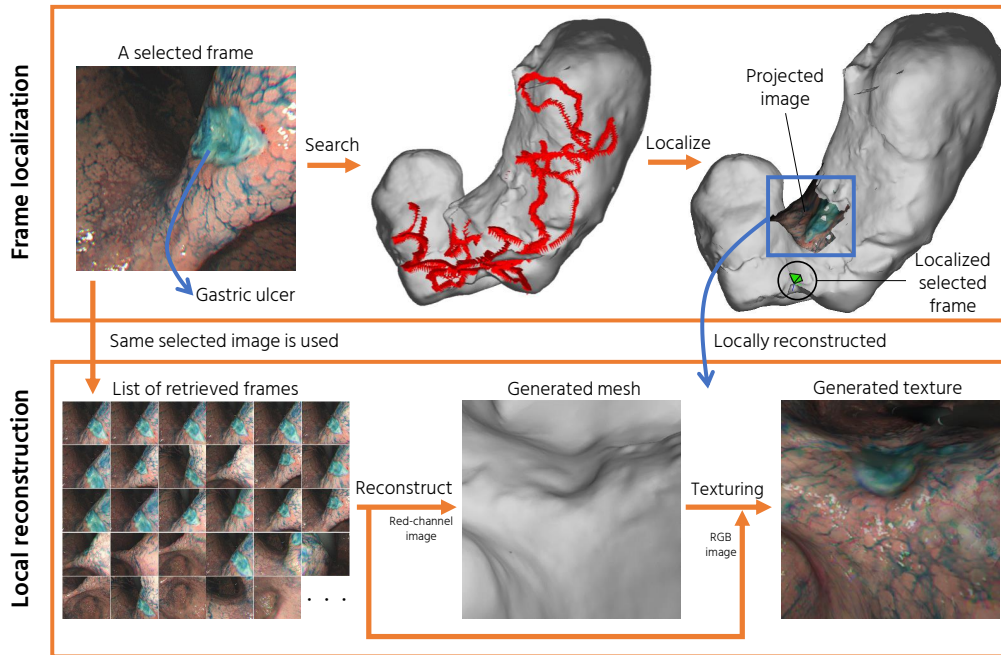 Frame localization
A selected frame
Search
Gastric ulcer
Localize
Projected
image
Localized
selected
frame
Same selected image is used
Locally reconstructed
Local reconstruction
List of retrieved frames
. . .
Reconstruct
Red-channel
image
Generated mesh
Texturing
RGB
image
Generated texture